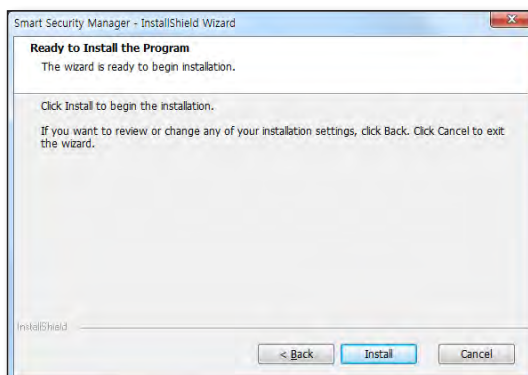 Smart Security Manager - InstallShield Wizard
Ready to Install the Program
The wizard is ready to begin installation.
Click Install to begin the installation.
If you want to review or change any of your installation settings, click Back. Click Cancel to exit
the wizard.
InstallShield
< Back
Install
Cancel